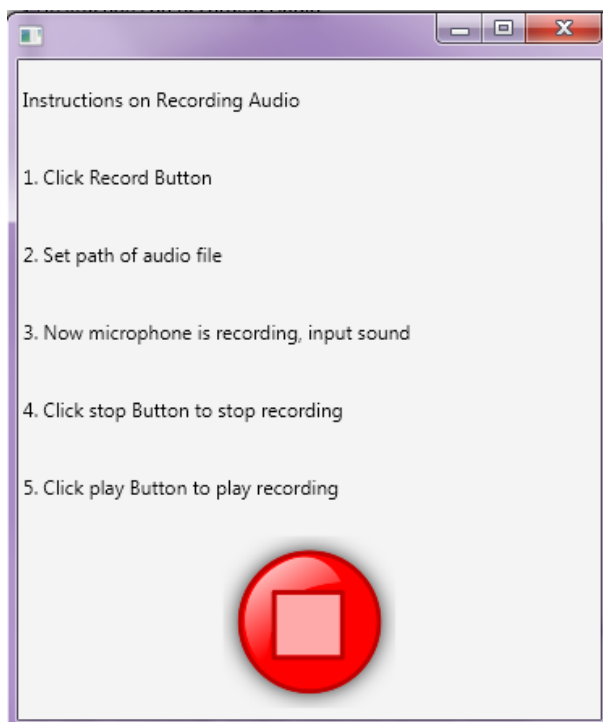 Instructions on Recording Audio
1. Click Record Button
2. Set path of audio file
3. Now microphone is recording, input sound
4. Click stop Button to stop recording
5. Click play Button to play recording